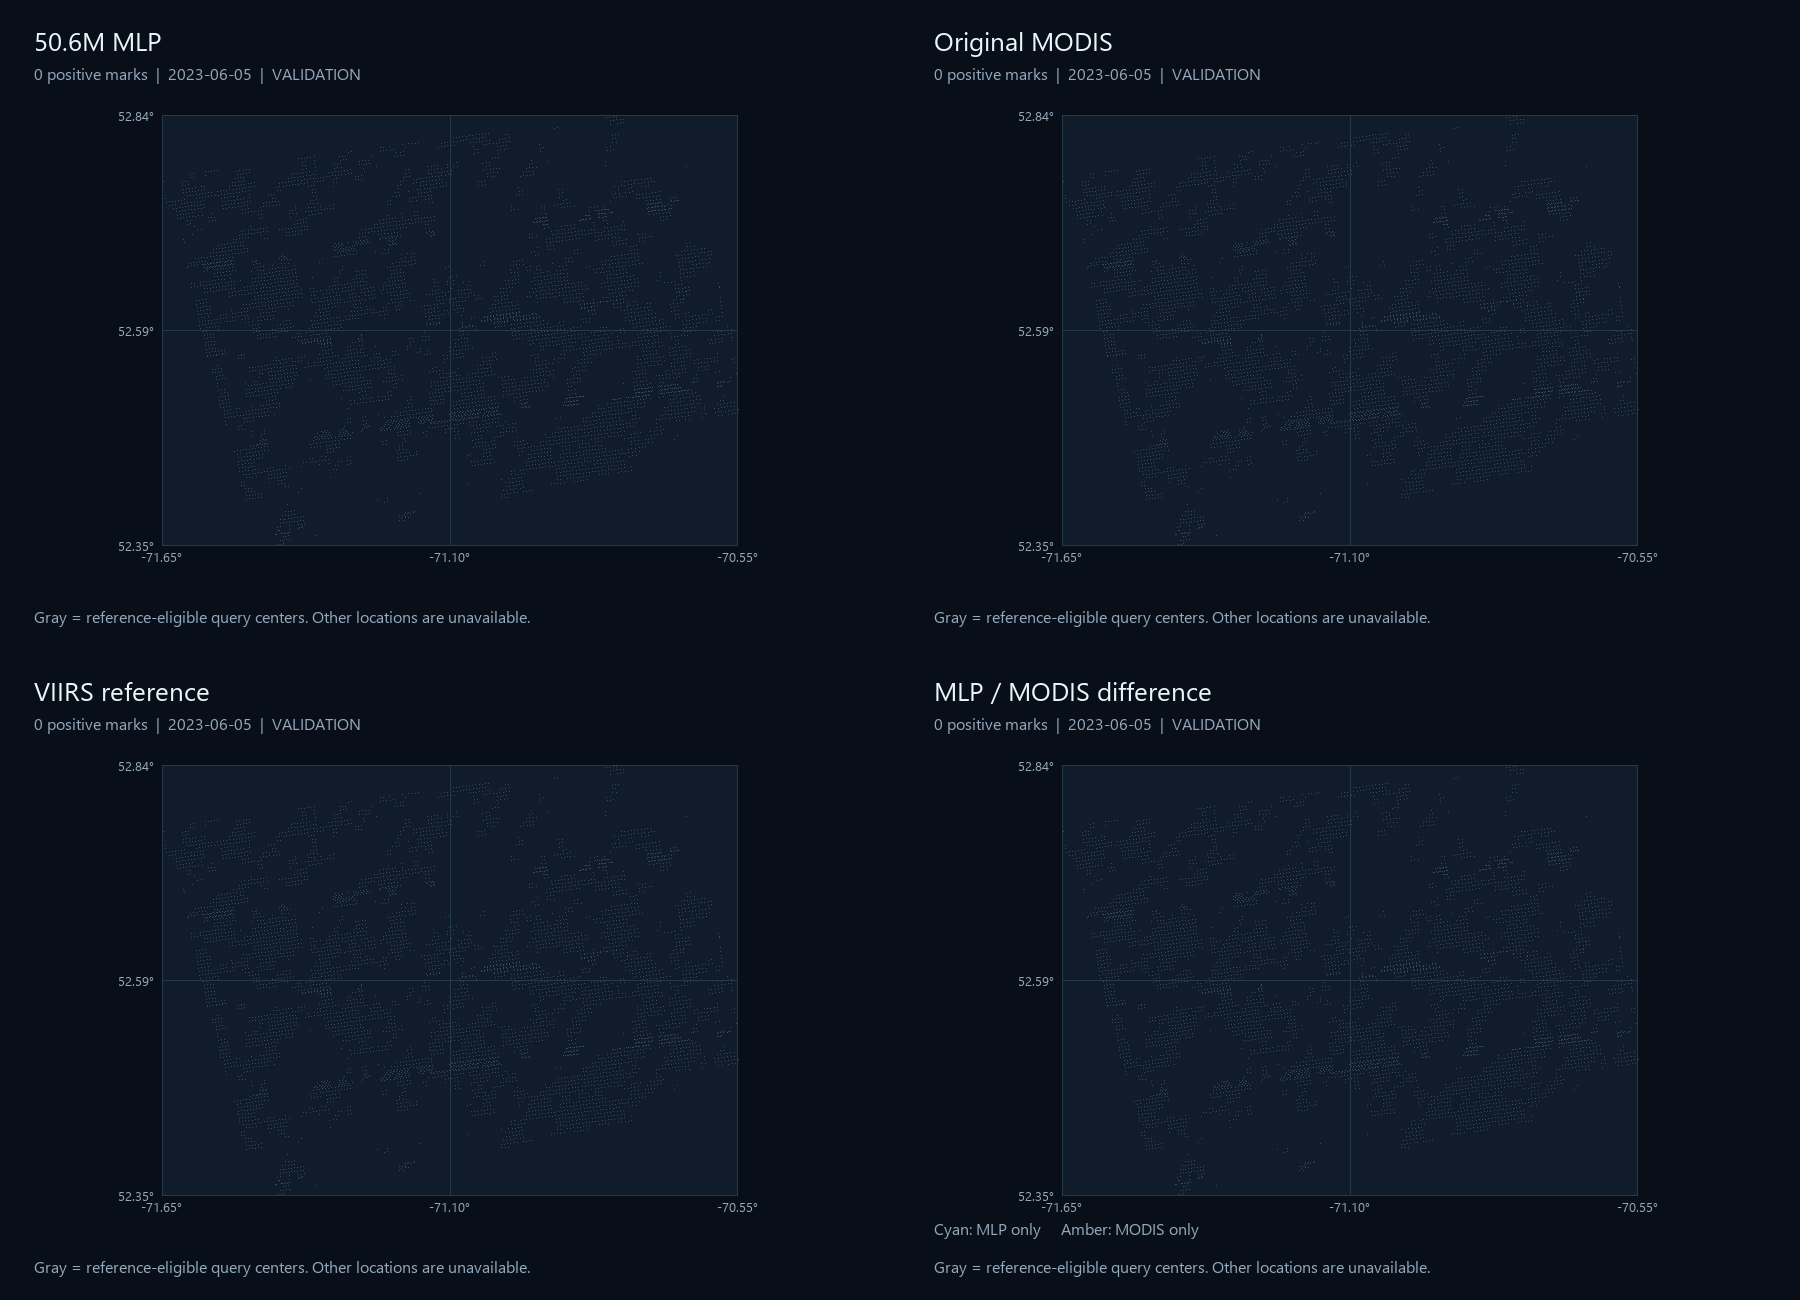 50.6M MLP
0 positive marks | 2023-06-05 | VALIDATION
52.84°
52.59°
52.35°
-71.65° -71.10° -70.55°
Gray = reference-eligible query centers. Other locations are unavailable.
Original MODIS
0 positive marks | 2023-06-05 | VALIDATION
52.84°
52.59°
52.35°
-71.65° -71.10° -70.55°
Gray = reference-eligible query centers. Other locations are unavailable.
VIIRS reference
0 positive marks | 2023-06-05 | VALIDATION
52.84°
52.59°
52.35°
-71.65° -71.10° -70.55°
Gray = reference-eligible query centers. Other locations are unavailable.
MLP / MODIS difference
0 positive marks | 2023-06-05 | VALIDATION
52.84°
52.59°
52.35°
-71.65° -71.10° -70.55°
Cyan: MLP only Amber: MODIS only
Gray = reference-eligible query centers. Other locations are unavailable.